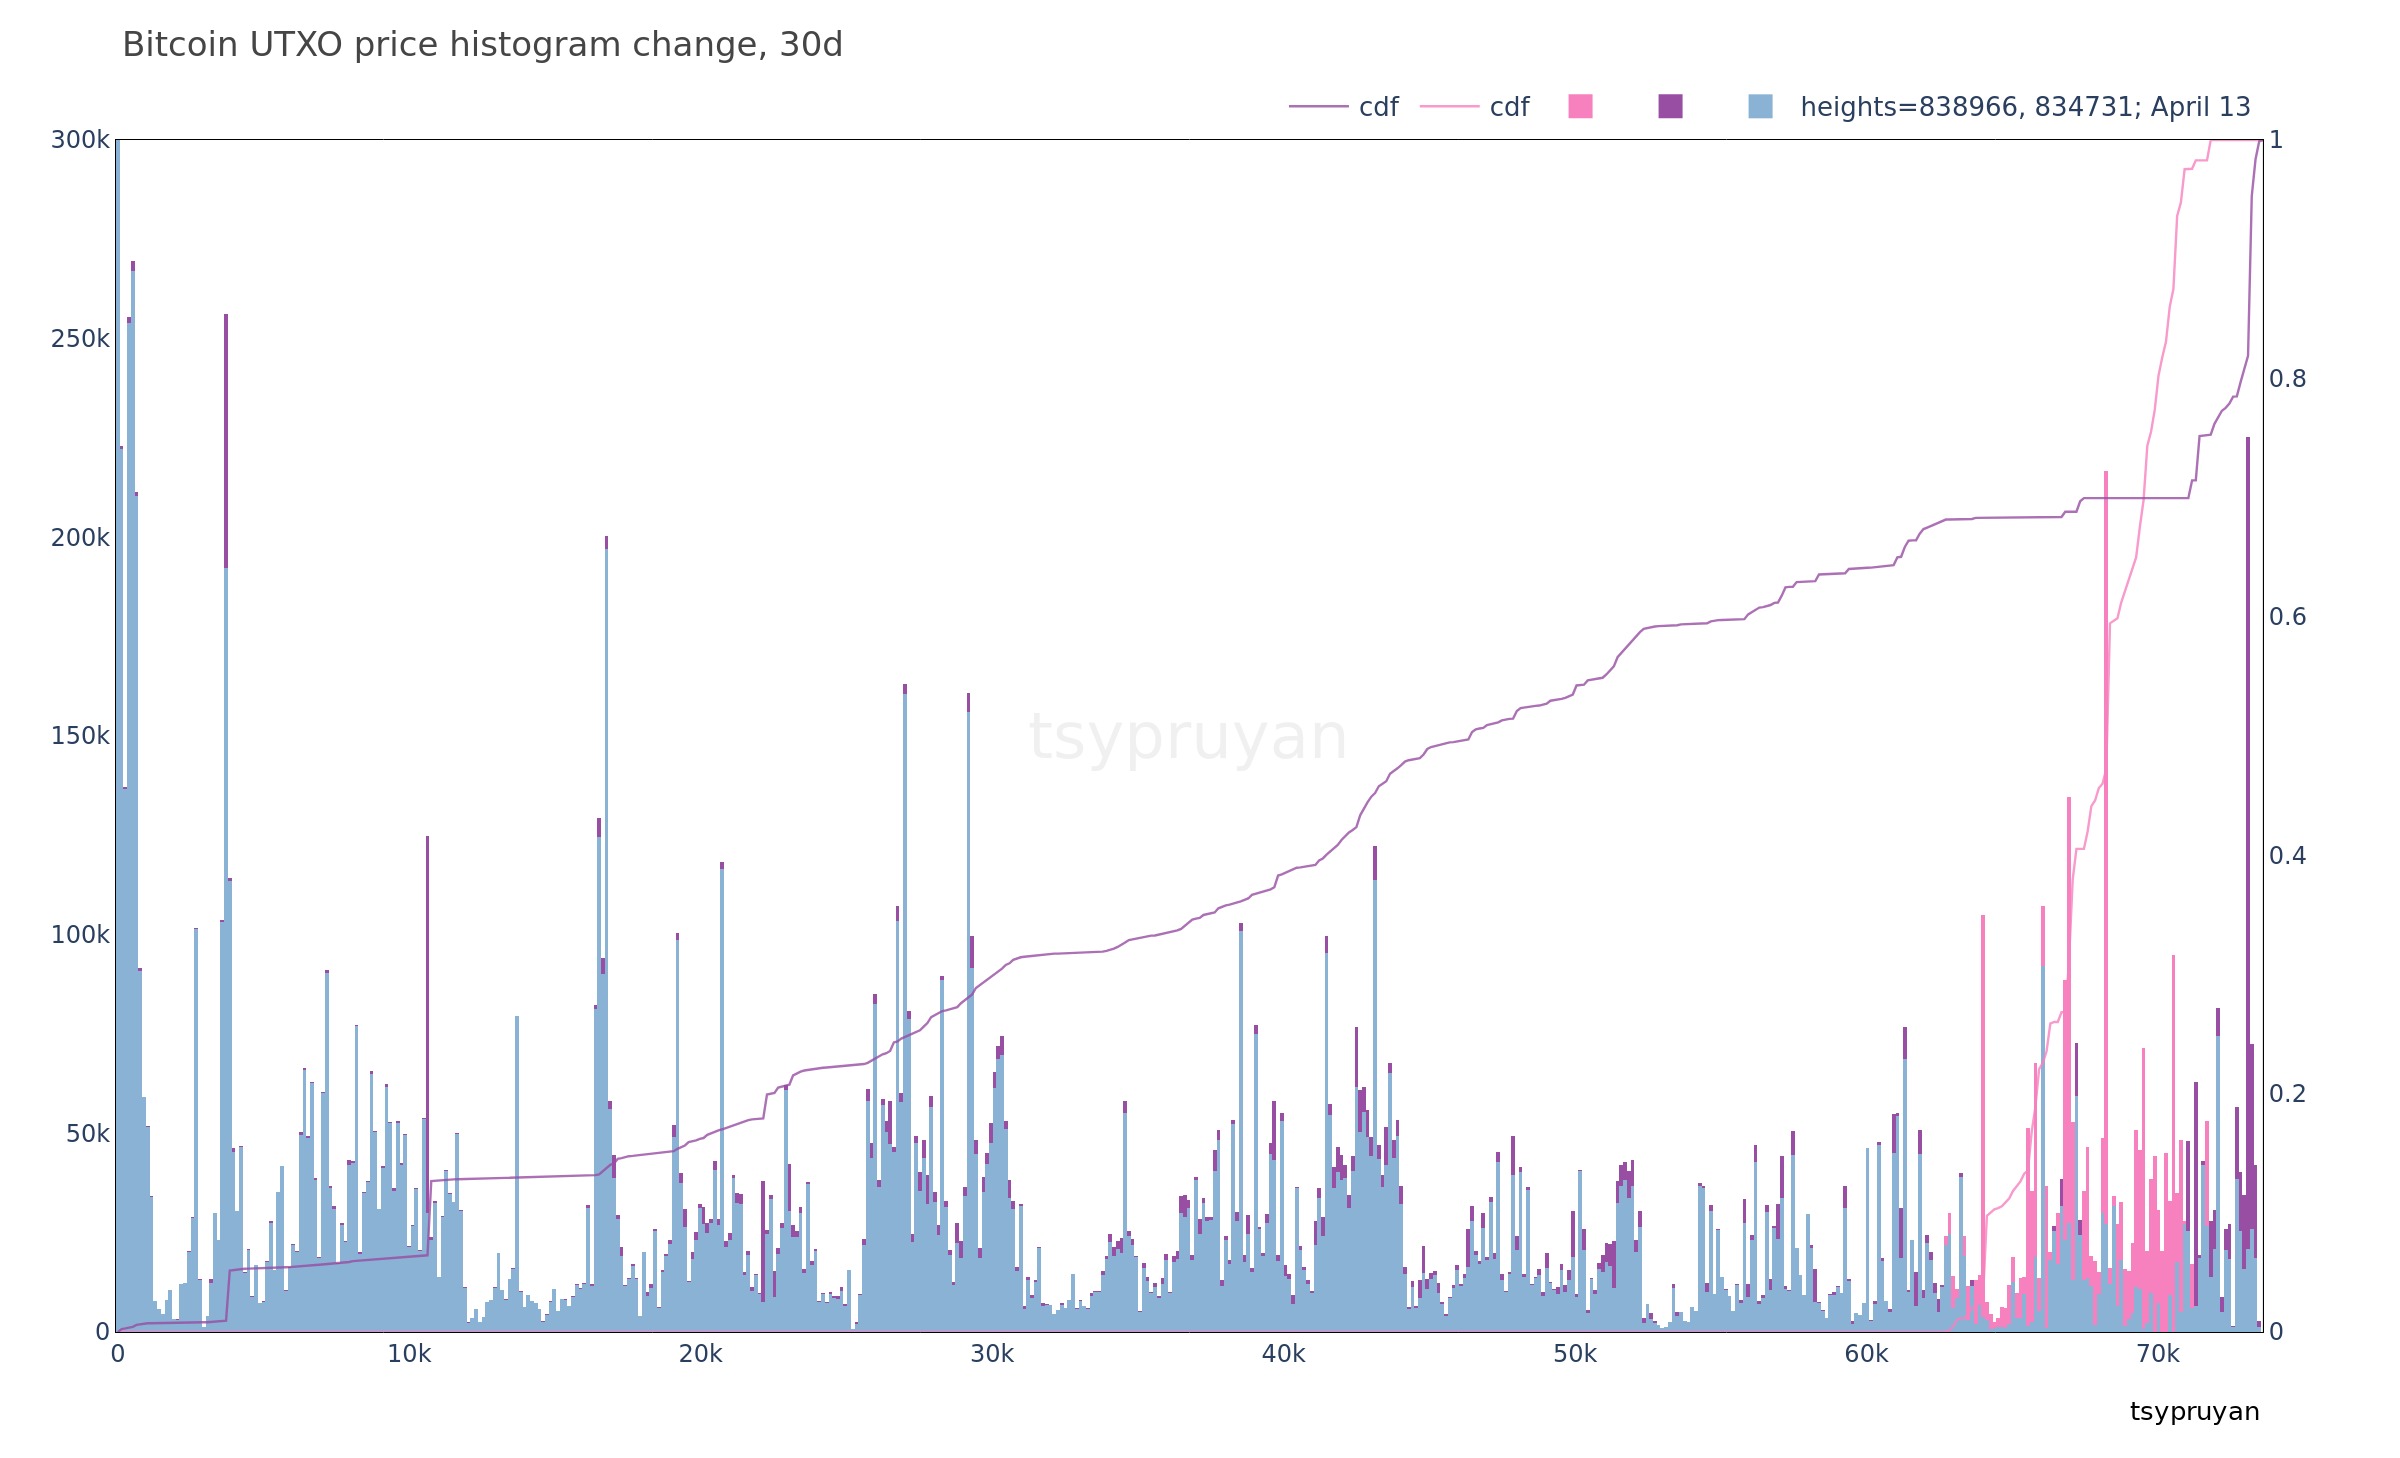 Bitcoin UTXO price histogram change, 30d
cdf cdf heights=838966, 834731; April 13
300k 1
250k
0.8
200k
0.6
150k
tsypruyan
0.4
100k
0.2
50k
0 0
0 10k 20k 30k 40k 50k 60k 70k
tsypruyan